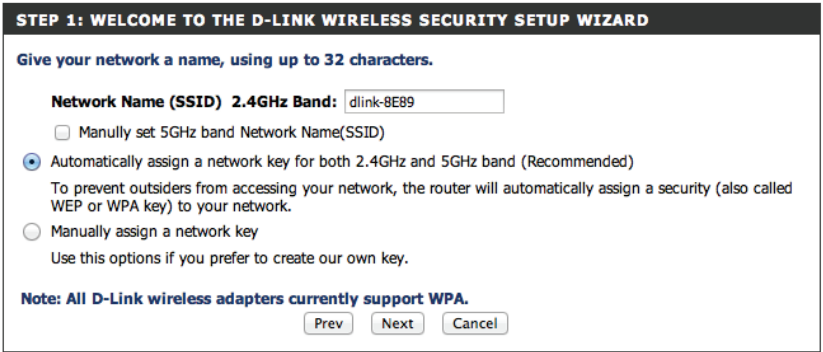 STEP 1: WELCOME TO THE D-LINK WIRELESS SECURITY SETUP WIZARD
Give your network a name, using up to 32 characters.
Network Name (SSID) 2.4GHz Band: dlink-8E89
Manully set 5GHz band Network Name(SSID)
Automatically assign a network key for both 2.4GHz and 5GHz band (Recommended)
To prevent outsiders from accessing your network, the router will automatically assign a security (also called
WEP or WPA key) to your network.
Manually assign a network key
Use this options if you prefer to create our own key.
Note: All D-Link wireless adapters currently support WPA.
Prev Next Cancel